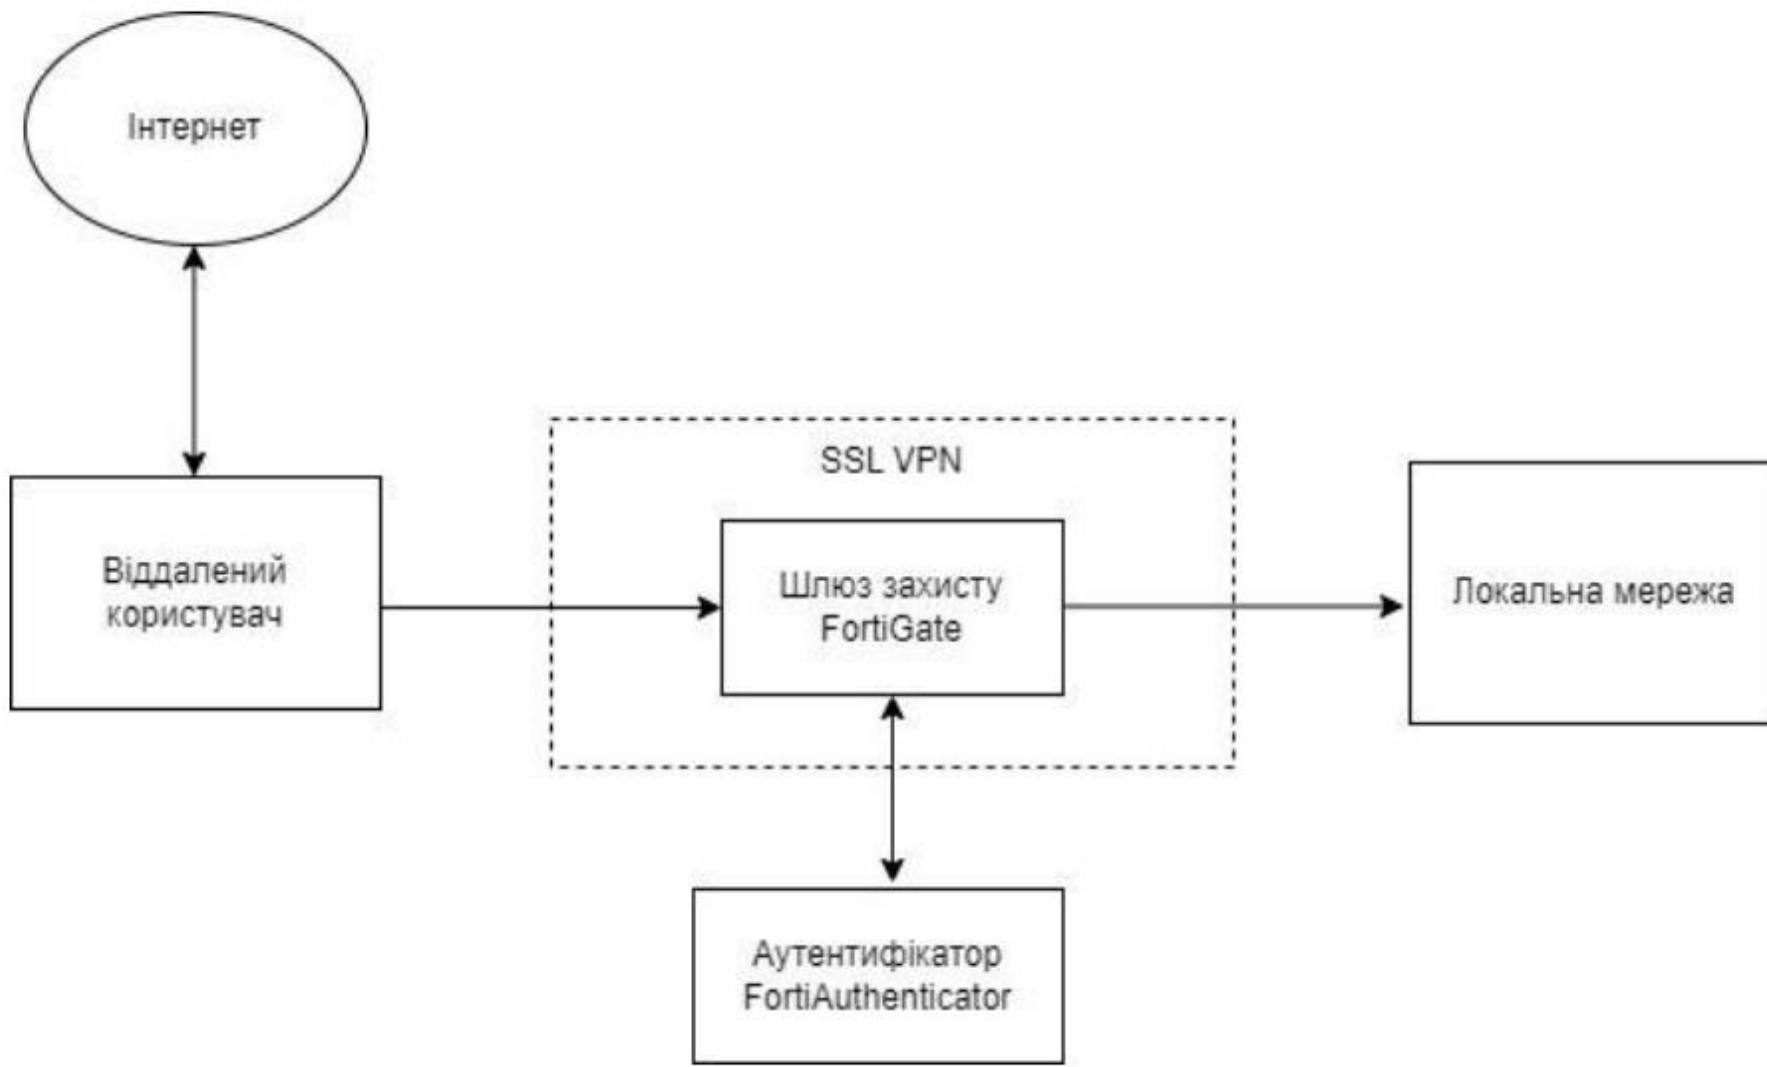 Інтернет
SSL VPN
Віддалений
користувач
Шлюз захисту
FortiGate
Локальна мережа
Аутентифікатор
FortiAuthenticator